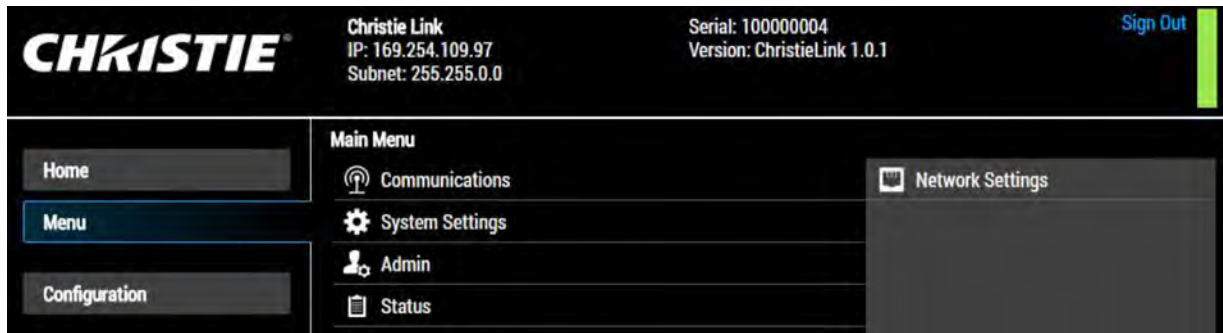 CHRISTIE®
Christie Link
IP: 169.254.109.97
Subnet: 255.255.0.0
Serial: 100000004
Version: ChristieLink 1.0.1
Sign Out
Home
Menu
Configuration
Main Menu
Communications
System Settings
Admin
Status
Network Settings